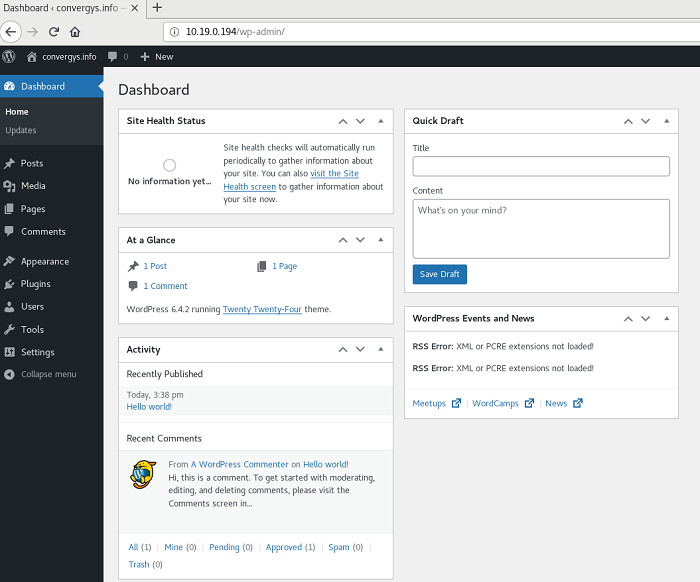 Dashboard ‹ convergys.info –
10.19.0.194/wp-admin/
convergys.info 0 New
Dashboard
Home
Updates
Posts
Media
Pages
Comments
Appearance
Plugins
Users
Tools
Settings
Collapse menu
Dashboard
Site Health Status
No information yet...
Site health checks will automatically run
periodically to gather information about
your site. You can also visit the Site
Health screen to gather information about
your site now.
At a Glance
1 Post 1 Page
1 Comment
WordPress 6.4.2 running Twenty Twenty-Four theme.
Activity
Recently Published
Today, 3:38 pm
Hello world!
Recent Comments
From A WordPress Commenter on Hello world!
Hi, this is a comment. To get started with moderating,
editing, and deleting comments, please visit the
Comments screen in...
All (1) | Mine (0) | Pending (0) | Approved (1) | Spam (0) |
Trash (0)
Quick Draft
Title
Content
What's on your mind?
Save Draft
WordPress Events and News
RSS Error: XML or PCRE extensions not loaded!
RSS Error: XML or PCRE extensions not loaded!
Meetups | WordCamps | News